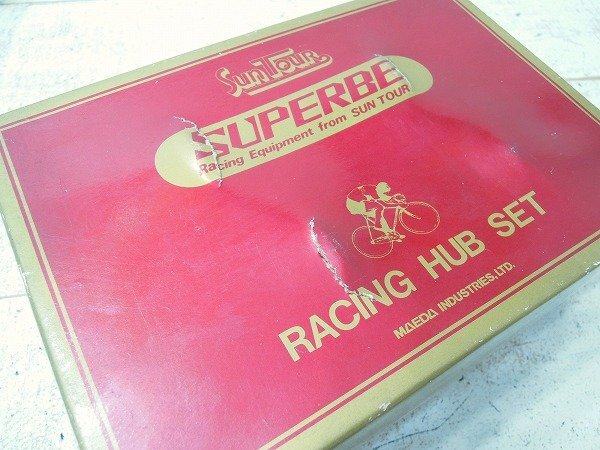 SunTour
SUPERBE
Racing Equipment from SUN TOUR
RACING HUB SET
MAEDA INDUSTRIES, LTD.